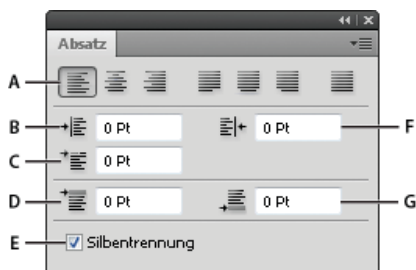 Absatz
A
B 0 Pt 0 Pt F
C 0 Pt
D 0 Pt 0 Pt G
E Silbentrennung